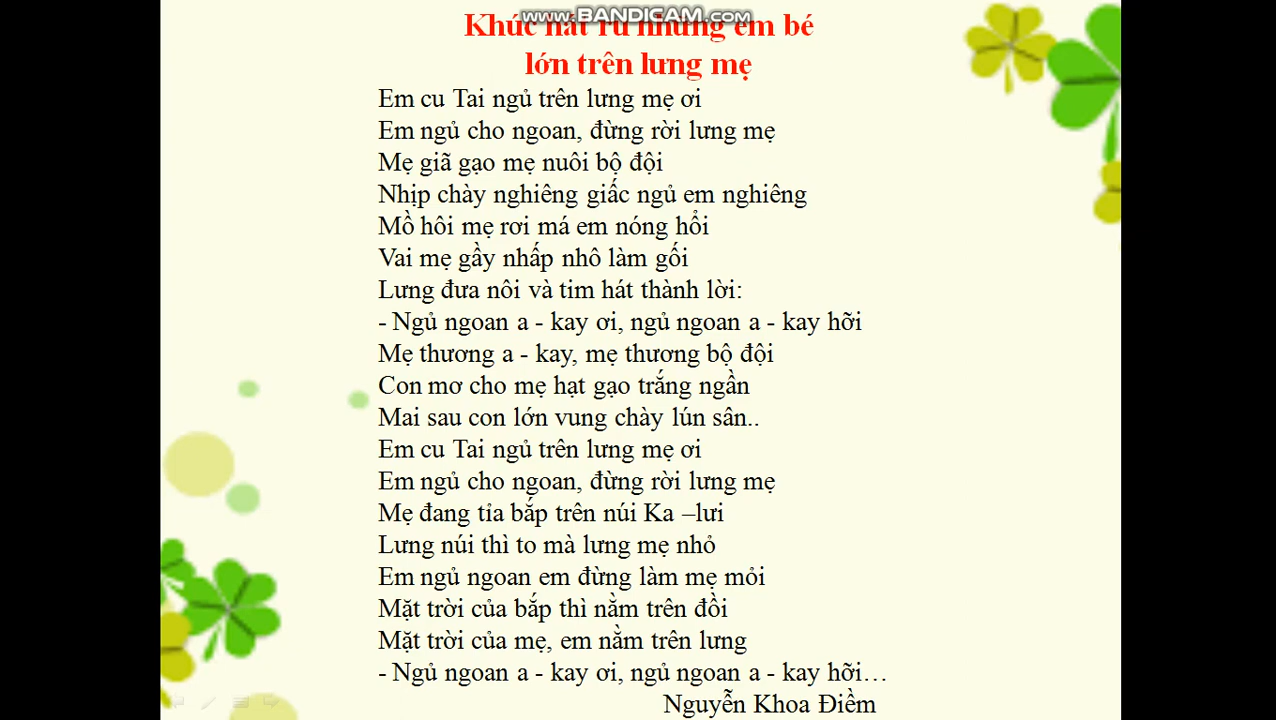 www.BANDICAM.com
Khúc hát ru những em bé
lớn trên lưng mẹ
Em cu Tai ngủ trên lưng mẹ ơi
Em ngủ cho ngoan, đừng rời lưng mẹ
Mẹ giã gạo mẹ nuôi bộ đội
Nhịp chày nghiêng giấc ngủ em nghiêng
Mồ hôi mẹ rơi má em nóng hổi
Vai mẹ gầy nhấp nhô làm gối
Lưng đưa nôi và tim hát thành lời:
- Ngủ ngoan a - kay ơi, ngủ ngoan a - kay hỡi
Mẹ thương a - kay, mẹ thương bộ đội
Con mơ cho mẹ hạt gạo trắng ngần
Mai sau con lớn vung chày lún sân..
Em cu Tai ngủ trên lưng mẹ ơi
Em ngủ cho ngoan, đừng rời lưng mẹ
Mẹ đang tỉa bắp trên núi Ka –lưi
Lưng núi thì to mà lưng mẹ nhỏ
Em ngủ ngoan em đừng làm mẹ mỏi
Mặt trời của bắp thì nằm trên đồi
Mặt trời của mẹ, em nằm trên lưng
- Ngủ ngoan a - kay ơi, ngủ ngoan a - kay hỡi…
Nguyễn Khoa Điềm